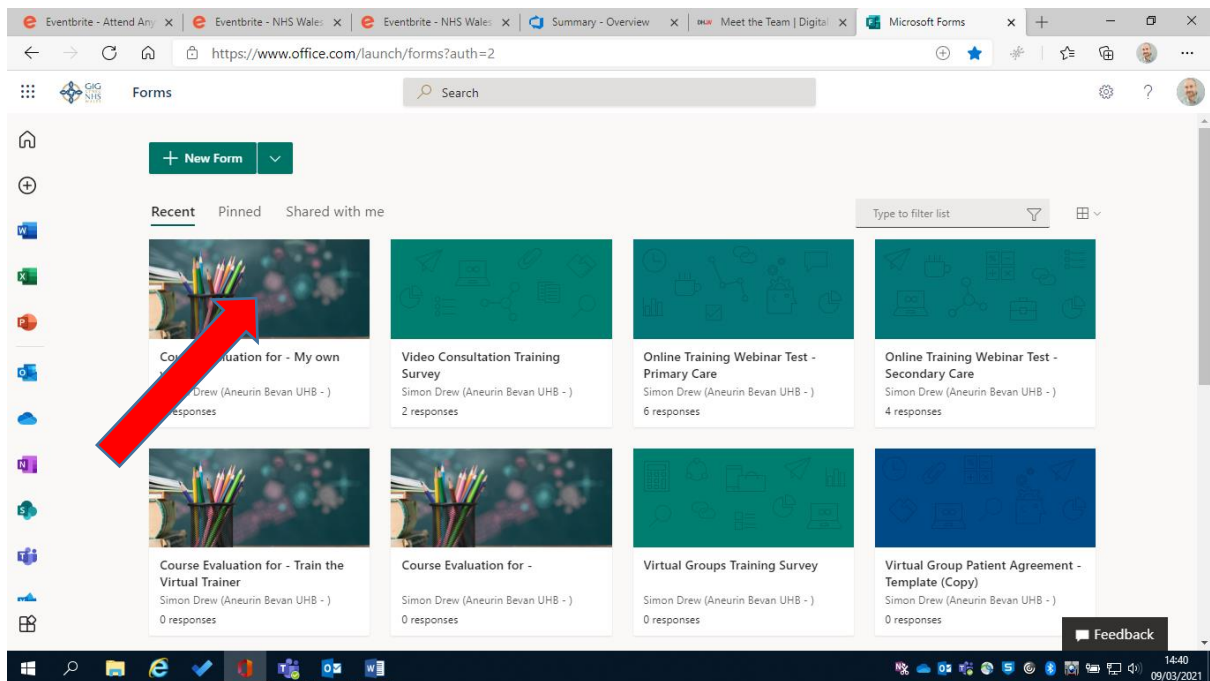 Eventbrite - Attend Any
Eventbrite - NHS Wales
Eventbrite - NHS Wales
Summary - Overview
Meet the Team | Digital
Microsoft Forms
https://www.office.com/launch/forms?auth=2
GIG
NHS
Forms
Search
+ New Form
Recent Pinned Shared with me
Type to filter list
Video Consultation Training
Survey
Simon Drew (Aneurin Bevan UHB - )
2 responses
Online Training Webinar Test -
Primary Care
Simon Drew (Aneurin Bevan UHB - )
6 responses
Online Training Webinar Test -
Secondary Care
Simon Drew (Aneurin Bevan UHB - )
4 responses
for - My own
Drew (Aneurin Bevan UHB - )
responses
Course Evaluation for - Train the
Virtual Trainer
Simon Drew (Aneurin Bevan UHB - )
0 responses
Course Evaluation for -
Simon Drew (Aneurin Bevan UHB - )
0 responses
Virtual Groups Training Survey
Simon Drew (Aneurin Bevan UHB - )
0 responses
Virtual Group Patient Agreement -
Template (Copy)
Simon Drew (Aneurin Bevan UHB - )
0 responses
Feedback
14:40
09/03/2021